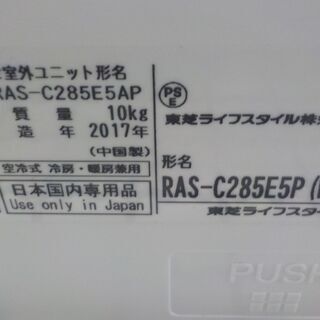 室外ユニット形名
RAS-C285E5AP
質 量 10kg
造 年 2017年
(中国製)
空冷式 冷房・暖房兼用
日本国内専用品
Use only in Japan
PS
E
東芝ライフスタイル株
形名
RAS-C285E5P
東芝ライフスタ
PUSH